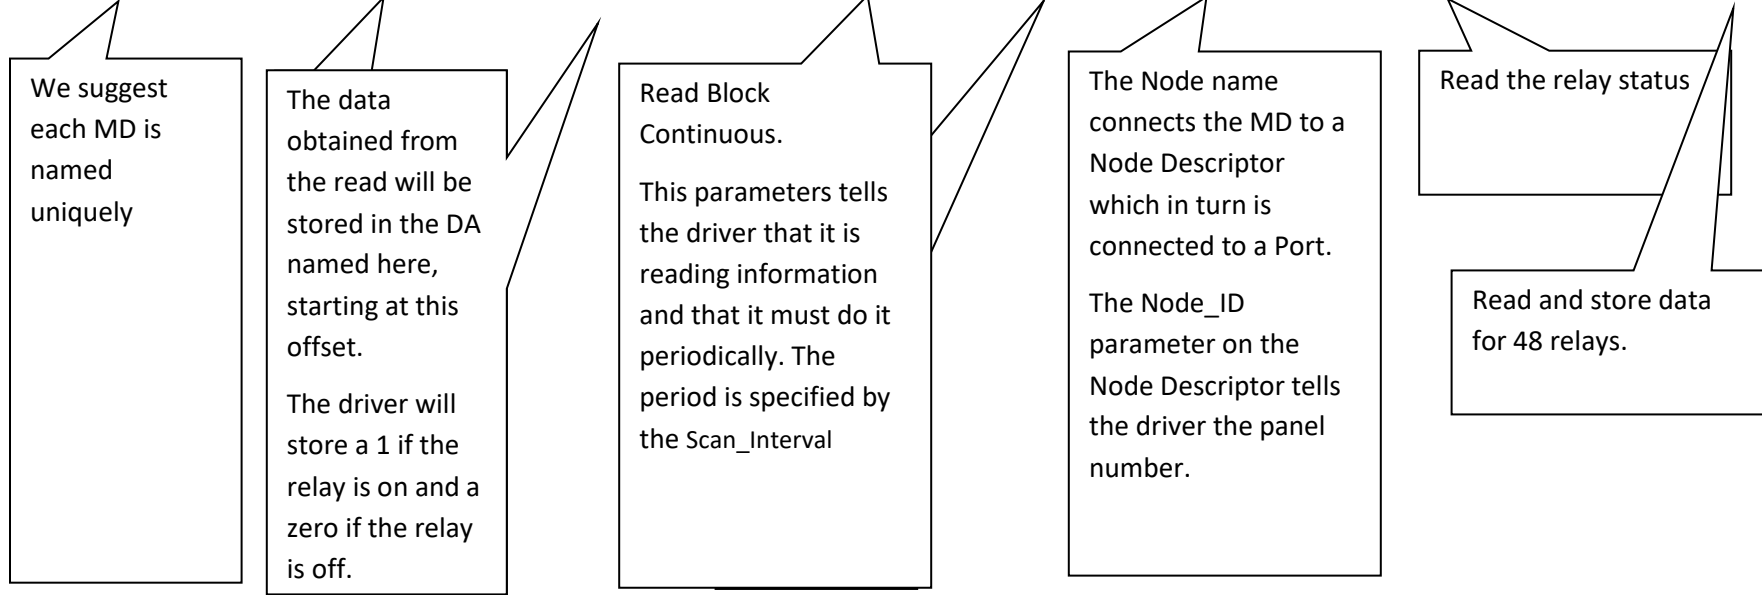 We suggest
each MD is
named
uniquely
The data
obtained from
the read will be
stored in the DA
named here,
starting at this
offset.
The driver will
store a 1 if the
relay is on and a
zero if the relay
is off.
Read Block
Continuous.
This parameters tells
the driver that it is
reading information
and that it must do it
periodically. The
period is specified by
the Scan_Interval
The Node name
connects the MD to a
Node Descriptor
which in turn is
connected to a Port.
The Node_ID
parameter on the
Node Descriptor tells
the driver the panel
number.
Read the relay status
Read and store data
for 48 relays.